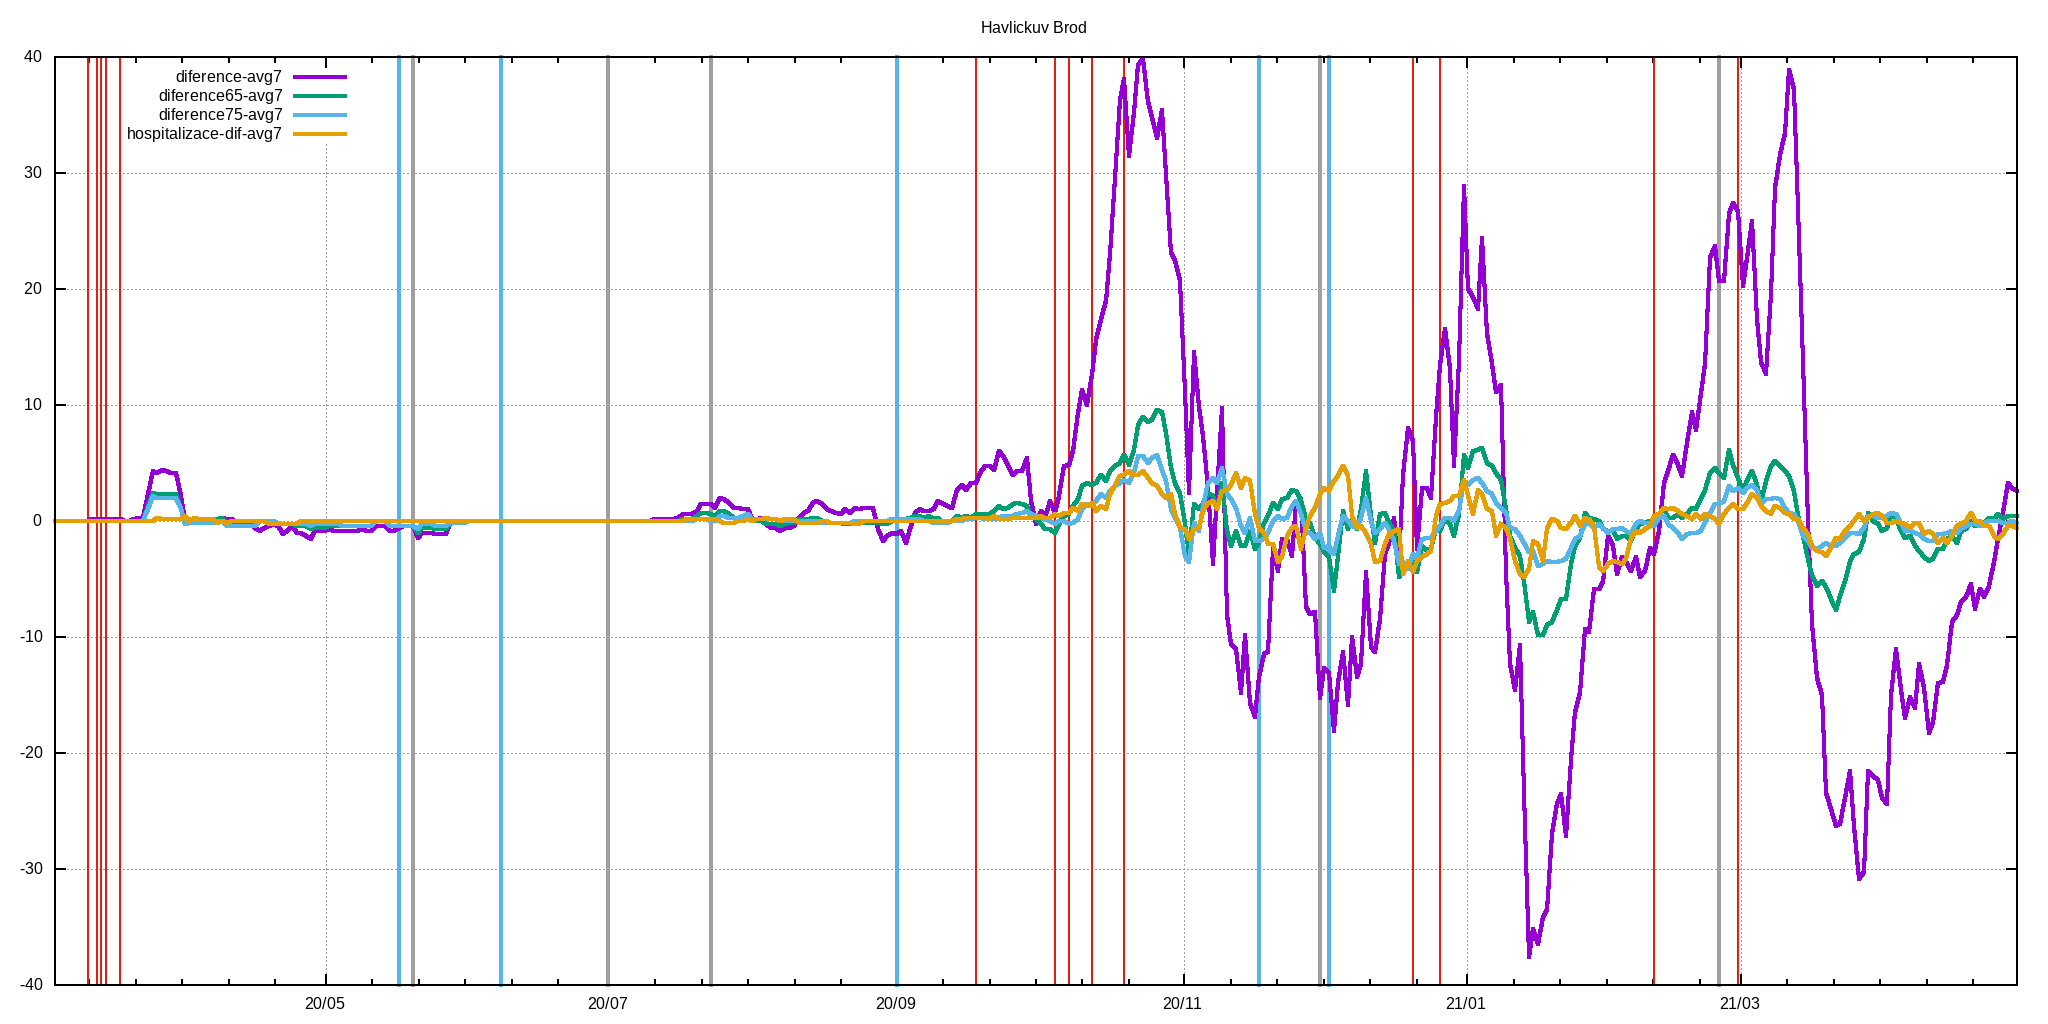 Havlickuv Brod
diference-avg7
diference65-avg7
diference75-avg7
hospitalizace-dif-avg7
40
30
20
10
0
-10
-20
-30
-40
20/05 20/07 20/09 20/11 21/01 21/03